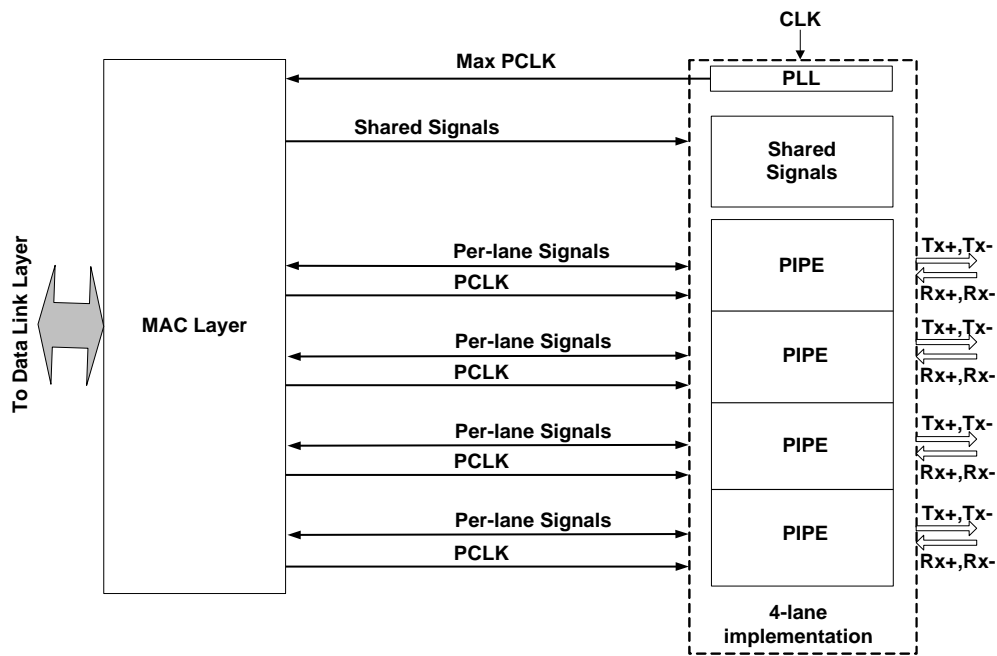 CLK
Max PCLK
PLL
Shared Signals
Shared
Signals
Per-lane Signals
PIPE
Tx+,Tx-
PCLK
Rx+,Rx-
To Data Link Layer
MAC Layer
Per-lane Signals
PIPE
Tx+,Tx-
PCLK
Rx+,Rx-
Per-lane Signals
PIPE
Tx+,Tx-
PCLK
Rx+,Rx-
Per-lane Signals
PIPE
Tx+,Tx-
PCLK
Rx+,Rx-
4-lane
implementation